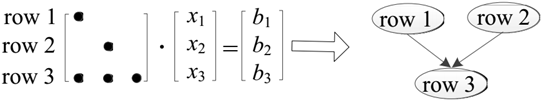 row 1 x₁ b₁ row 1 row 2
row 2 · x₂ = b₂
row 3 x₃ b₃ row 3